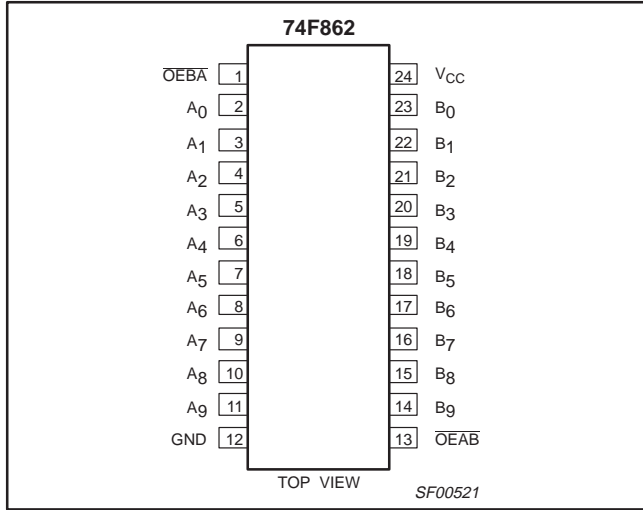 74F862
O̅E̅B̅A̅ 1 24 VCC
A0 2 23 B0
A1 3 22 B1
A2 4 21 B2
A3 5 20 B3
A4 6 19 B4
A5 7 18 B5
A6 8 17 B6
A7 9 16 B7
A8 10 15 B8
A9 11 14 B9
GND 12 13 O̅E̅A̅B̅
TOP VIEW
SF00521